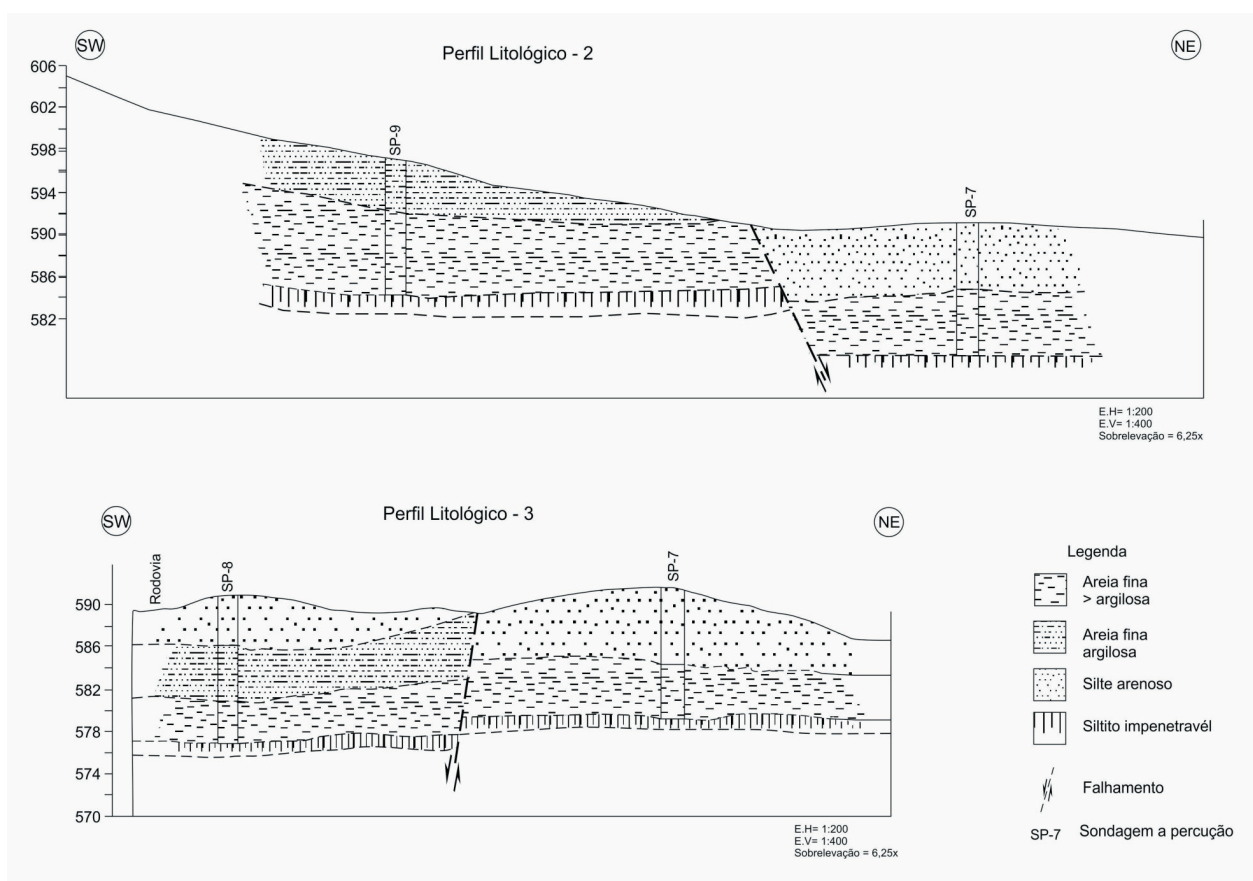 SW
Perfil Litológico - 2
NE
606
602
598
594
590
586
582
SP-9
SP-7
E.H= 1:200
E.V= 1:400
Sobrelevação = 6,25x
SW
Perfil Litológico - 3
NE
Rodovia
SP-8
SP-7
590
586
582
578
574
570
E.H= 1:200
E.V= 1:400
Sobrelevação = 6,25x
Legenda
Areia fina
> argilosa
Areia fina
argilosa
Silte arenoso
Siltito impenetravél
Falhamento
SP-7 Sondagem a percução